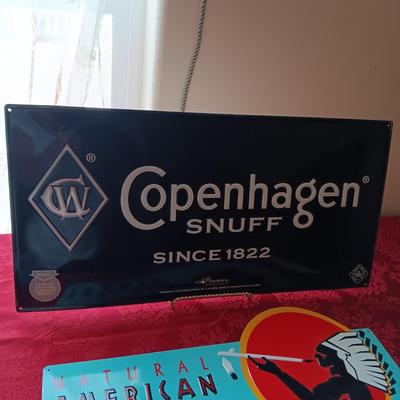 CW ®
Copenhagen®
SNUFF
SINCE 1822
NATURAL
AMERICAN